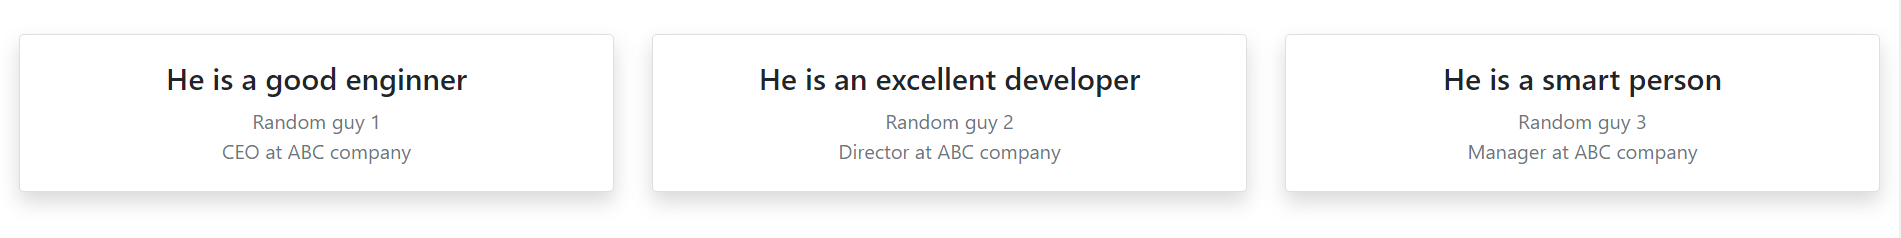 He is a good enginner
Random guy 1
CEO at ABC company
He is an excellent developer
Random guy 2
Director at ABC company
He is a smart person
Random guy 3
Manager at ABC company